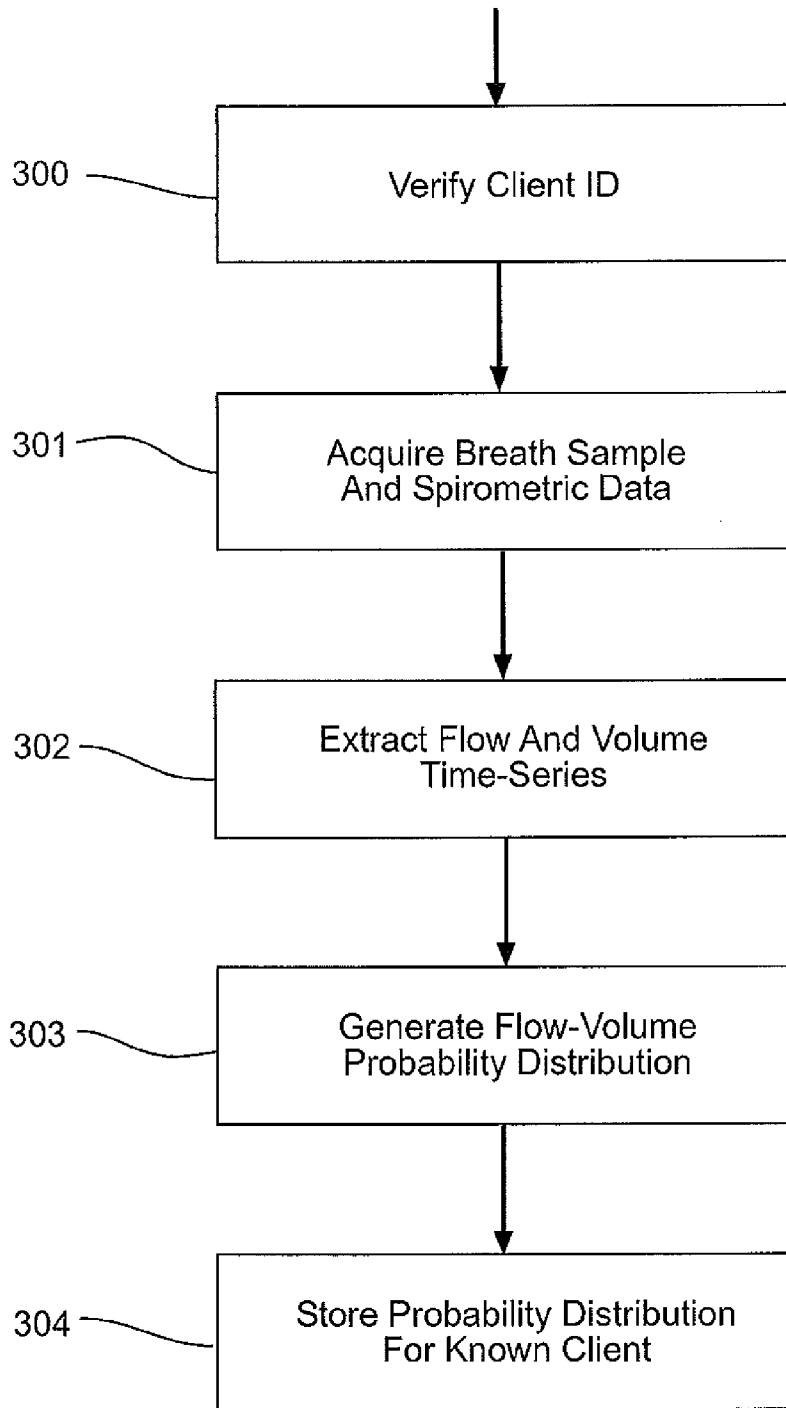 300
Verify Client ID
301
Acquire Breath Sample
And Spirometric Data
302
Extract Flow And Volume
Time-Series
303
Generate Flow-Volume
Probability Distribution
304
Store Probability Distribution
For Known Client